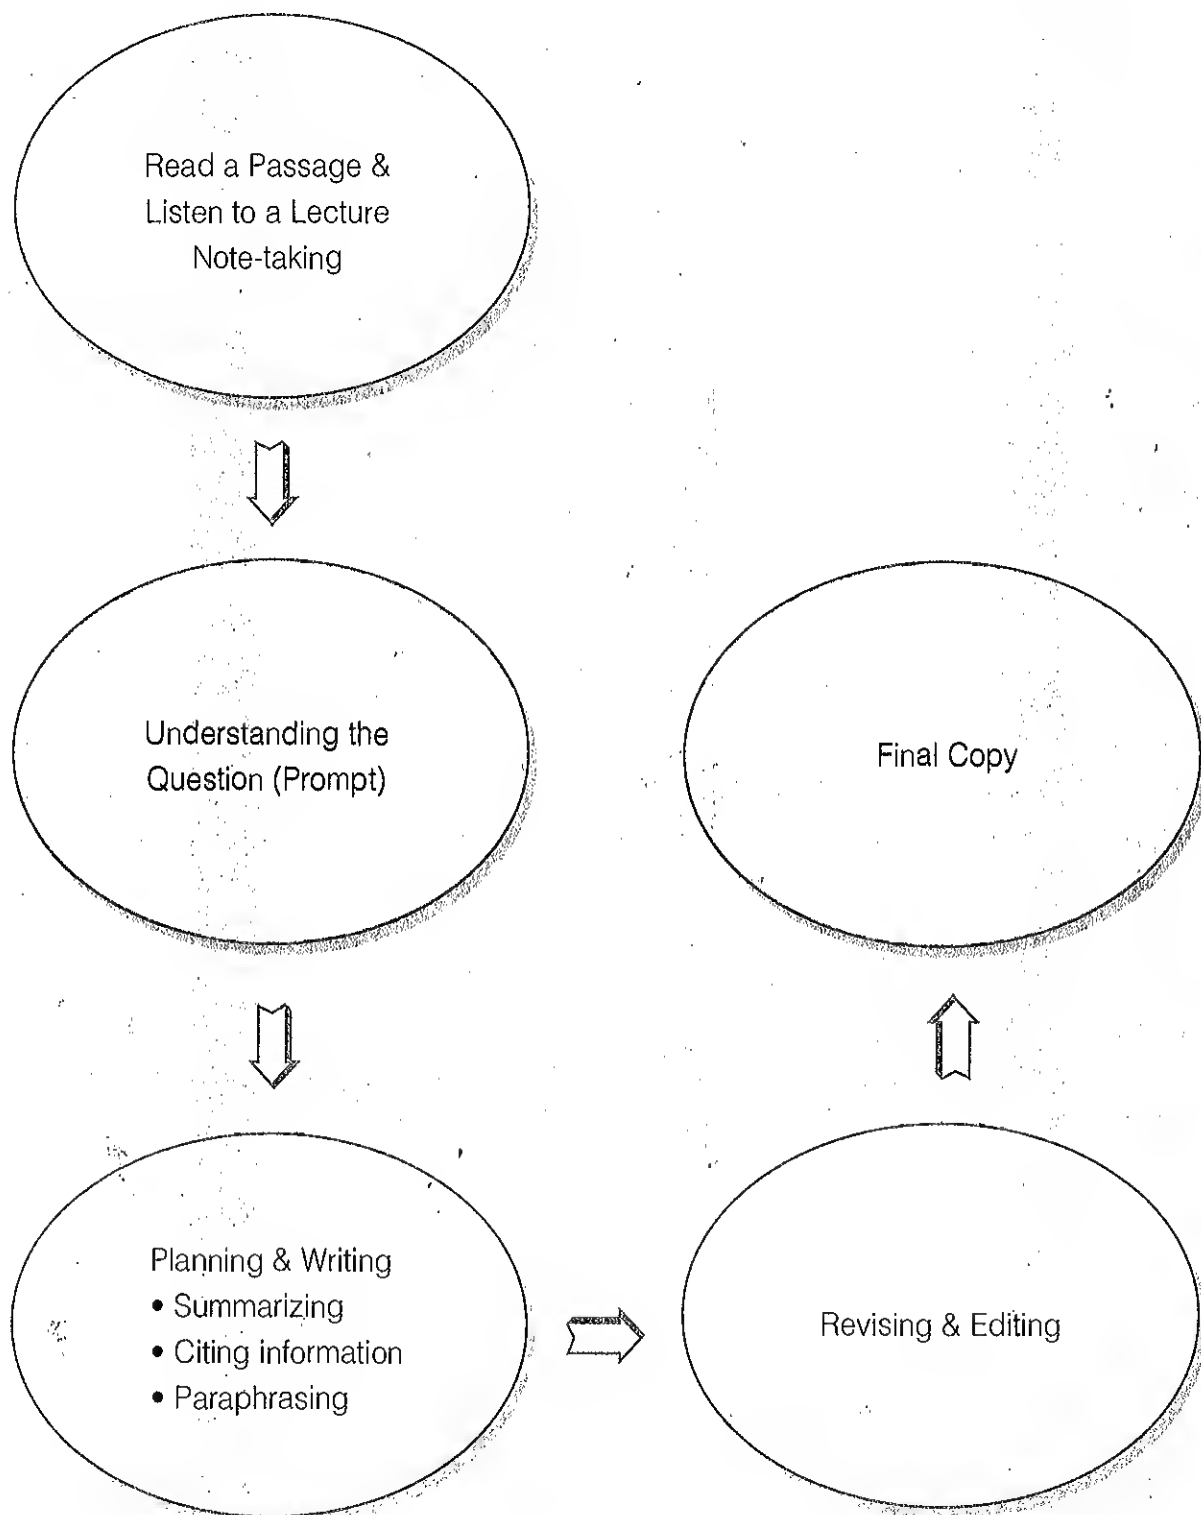 Read a Passage &
Listen to a Lecture
Note-taking
Understanding the
Question (Prompt)
Planning & Writing
• Summarizing
• Citing information
• Paraphrasing
Revising & Editing
Final Copy